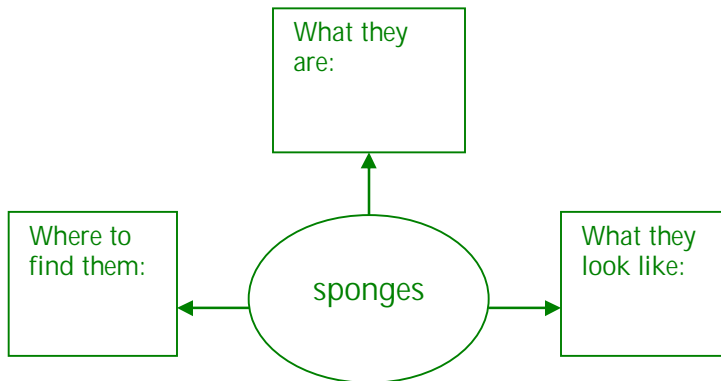 What they
are:
Where to
find them:
sponges
What they
look like: